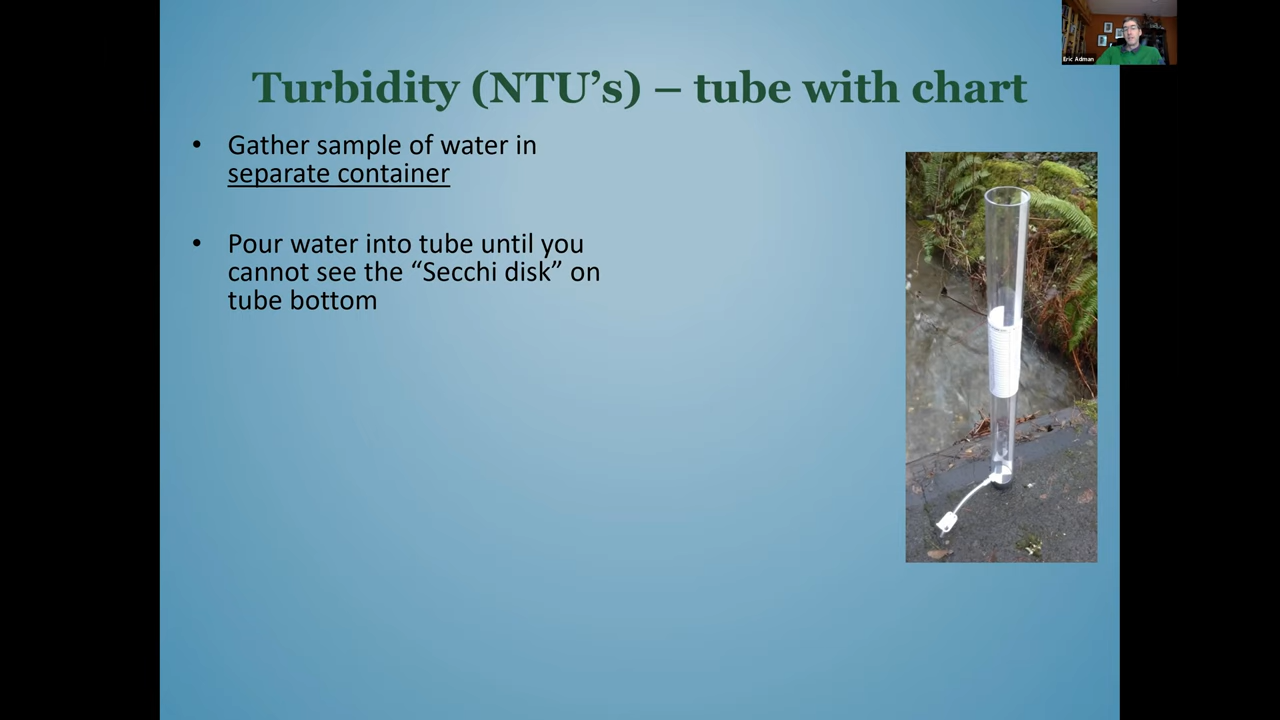 Eric Adman
Turbidity (NTU's) – tube with chart
• Gather sample of water in
separate container
• Pour water into tube until you
cannot see the “Secchi disk” on
tube bottom